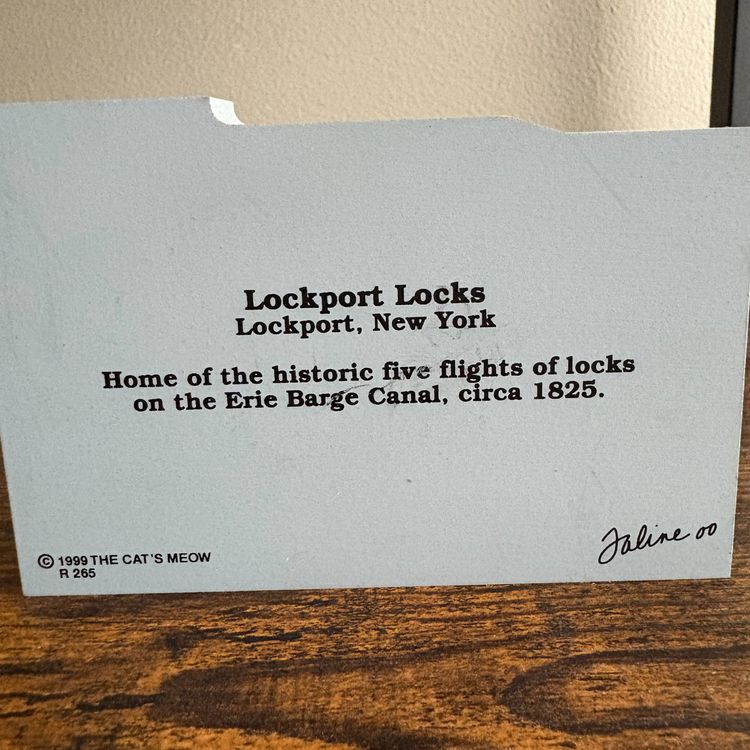 Lockport Locks
Lockport, New York
Home of the historic five flights of locks
on the Erie Barge Canal, circa 1825.
© 1999 THE CAT'S MEOW
R 265
Faline 00